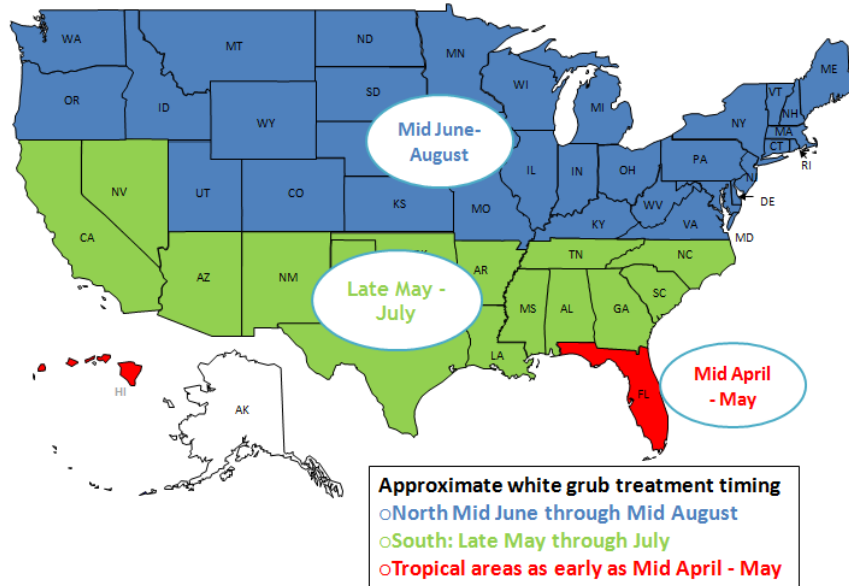 WA
MT
ND
MN
ME
OR
ID
SD
WI
MI
VT
NH
NY
WY
MA
CT
RI
Mid June-
August
PA
NJ
NV
UT
CO
KS
MO
IL
IN
OH
WV
KY
VA
DE
MD
CA
AZ
NM
AR
TN
NC
SC
MS
AL
GA
LA
Late May -
July
HI
AK
FL
Mid April
- May
Approximate white grub treatment timing
○North Mid June through Mid August
○South: Late May through July
○Tropical areas as early as Mid April - May